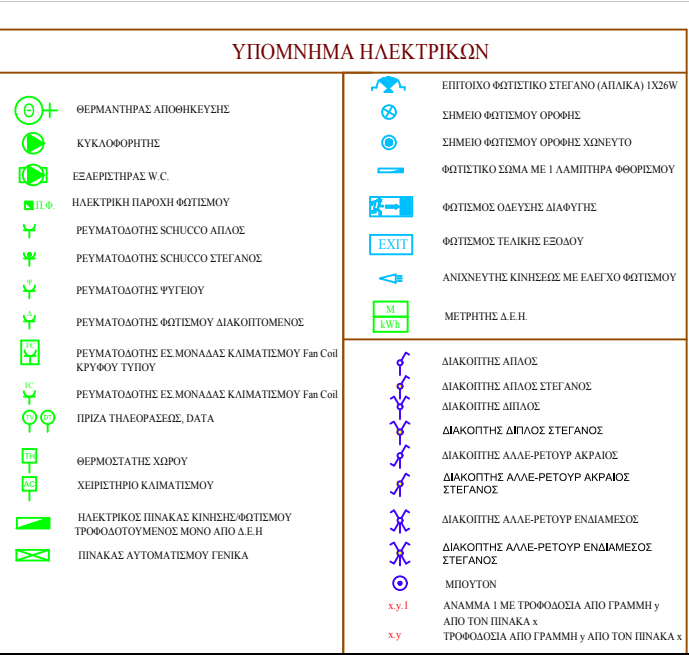 ΥΠΟΜΝΗΜΑ ΗΛΕΚΤΡΙΚΩΝ
Θ ΘΕΡΜΑΝΤΗΡΑΣ ΑΠΟΘΗΚΕΥΣΗΣ
ΚΥΚΛΟΦΟΡΗΤΗΣ
ΕΞΑΕΡΙΣΤΗΡΑΣ W.C.
Π.Φ. ΗΛΕΚΤΡΙΚΗ ΠΑΡΟΧΗ ΦΩΤΙΣΜΟΥ
ΡΕΥΜΑΤΟΔΟΤΗΣ SCHUCCO ΑΠΛΟΣ
ΡΕΥΜΑΤΟΔΟΤΗΣ SCHUCCO ΣΤΕΓΑΝΟΣ
Ψ ΡΕΥΜΑΤΟΔΟΤΗΣ ΨΥΓΕΙΟΥ
Δ ΡΕΥΜΑΤΟΔΟΤΗΣ ΦΩΤΙΣΜΟΥ ΔΙΑΚΟΠΤΟΜΕΝΟΣ
FC ΡΕΥΜΑΤΟΔΟΤΗΣ ΕΣ.ΜΟΝΑΔΑΣ ΚΛΙΜΑΤΙΣΜΟΥ Fan Coil
ΚΡΥΦΟΥ ΤΥΠΟΥ
FC ΡΕΥΜΑΤΟΔΟΤΗΣ ΕΣ.ΜΟΝΑΔΑΣ ΚΛΙΜΑΤΙΣΜΟΥ Fan Coil
TV DT ΠΡΙΖΑ ΤΗΛΕΟΡΑΣΕΩΣ, DATA
TH ΘΕΡΜΟΣΤΑΤΗΣ ΧΩΡΟΥ
AC ΧΕΙΡΙΣΤΗΡΙΟ ΚΛΙΜΑΤΙΣΜΟΥ
ΗΛΕΚΤΡΙΚΟΣ ΠΙΝΑΚΑΣ ΚΙΝΗΣΗΣ/ΦΩΤΙΣΜΟΥ
ΤΡΟΦΟΔΟΤΟΥΜΕΝΟΣ ΜΟΝΟ ΑΠΟ Δ.Ε.Η
ΠΙΝΑΚΑΣ ΑΥΤΟΜΑΤΙΣΜΟΥ ΓΕΝΙΚΑ
ΕΠΙΤΟΙΧΟ ΦΩΤΙΣΤΙΚΟ ΣΤΕΓΑΝΟ (ΑΠΛΙΚΑ) 1X26W
ΣΗΜΕΙΟ ΦΩΤΙΣΜΟΥ ΟΡΟΦΗΣ
ΣΗΜΕΙΟ ΦΩΤΙΣΜΟΥ ΟΡΟΦΗΣ ΧΩΝΕΥΤΟ
ΦΩΤΙΣΤΙΚΟ ΣΩΜΑ ΜΕ 1 ΛΑΜΠΤΗΡΑ ΦΘΟΡΙΣΜΟΥ
ΦΩΤΙΣΜΟΣ ΟΔΕΥΣΗΣ ΔΙΑΦΥΓΗΣ
EXIT ΦΩΤΙΣΜΟΣ ΤΕΛΙΚΗΣ ΕΞΟΔΟΥ
ΑΝΙΧΝΕΥΤΗΣ ΚΙΝΗΣΕΩΣ ΜΕ ΕΛΕΓΧΟ ΦΩΤΙΣΜΟΥ
M
kWh ΜΕΤΡΗΤΗΣ Δ.Ε.Η.
ΔΙΑΚΟΠΤΗΣ ΑΠΛΟΣ
ΔΙΑΚΟΠΤΗΣ ΑΠΛΟΣ ΣΤΕΓΑΝΟΣ
ΔΙΑΚΟΠΤΗΣ ΔΙΠΛΟΣ
ΔΙΑΚΟΠΤΗΣ ΔΙΠΛΟΣ ΣΤΕΓΑΝΟΣ
ΔΙΑΚΟΠΤΗΣ ΑΛΛΕ-ΡΕΤΟΥΡ ΑΚΡΑΙΟΣ
ΔΙΑΚΟΠΤΗΣ ΑΛΛΕ-ΡΕΤΟΥΡ ΑΚΡΑΙΟΣ
ΣΤΕΓΑΝΟΣ
ΔΙΑΚΟΠΤΗΣ ΑΛΛΕ-ΡΕΤΟΥΡ ΕΝΔΙΑΜΕΣΟΣ
ΔΙΑΚΟΠΤΗΣ ΑΛΛΕ-ΡΕΤΟΥΡ ΕΝΔΙΑΜΕΣΟΣ
ΣΤΕΓΑΝΟΣ
ΜΠΟΥΤΟΝ
x.y.1 ΑΝΑΜΜΑ 1 ΜΕ ΤΡΟΦΟΔΟΣΙΑ ΑΠΟ ΓΡΑΜΜΗ y
ΑΠΟ ΤΟΝ ΠΙΝΑΚΑ x
x.y ΤΡΟΦΟΔΟΣΙΑ ΑΠΟ ΓΡΑΜΜΗ y ΑΠΟ ΤΟΝ ΠΙΝΑΚΑ x